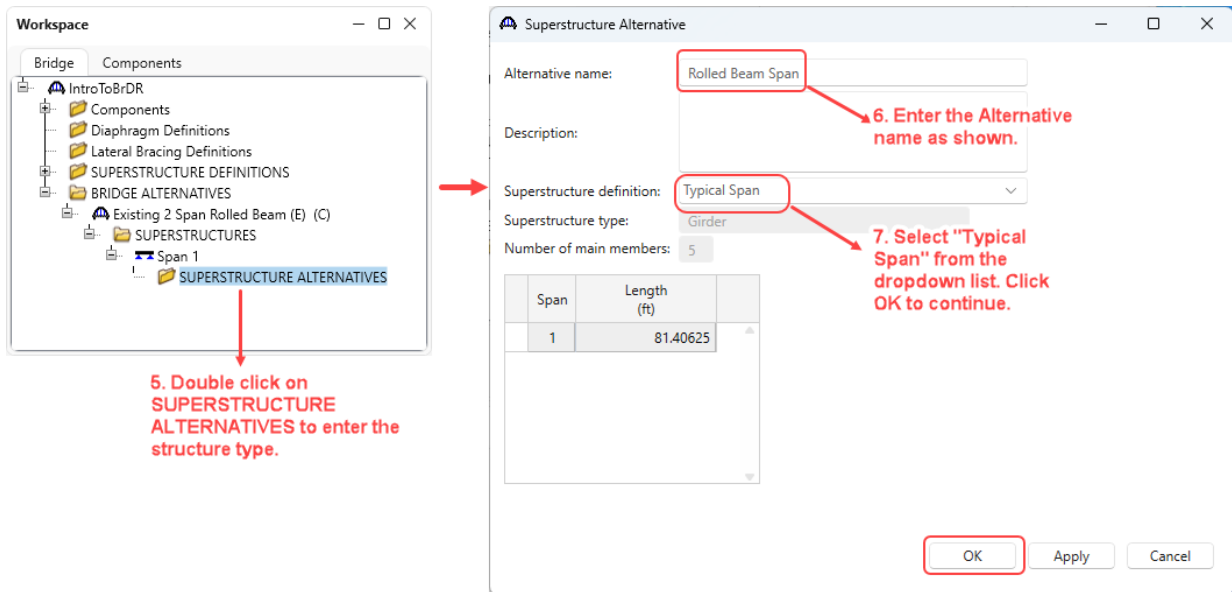 Workspace
Bridge Components
IntroToBrDR
Components
Diaphragm Definitions
Lateral Bracing Definitions
SUPERSTRUCTURE DEFINITIONS
BRIDGE ALTERNATIVES
Existing 2 Span Rolled Beam (E) (C)
SUPERSTRUCTURES
Span 1
SUPERSTRUCTURE ALTERNATIVES
5. Double click on
SUPERSTRUCTURE
ALTERNATIVES to enter the
structure type.
Superstructure Alternative
Alternative name: Rolled Beam Span
6. Enter the Alternative
name as shown.
Description:
Superstructure definition: Typical Span
Superstructure type: Girder
Number of main members: 5
7. Select "Typical
Span" from the
dropdown list. Click
OK to continue.
Span Length
(ft)
1 81.40625
OK Apply Cancel